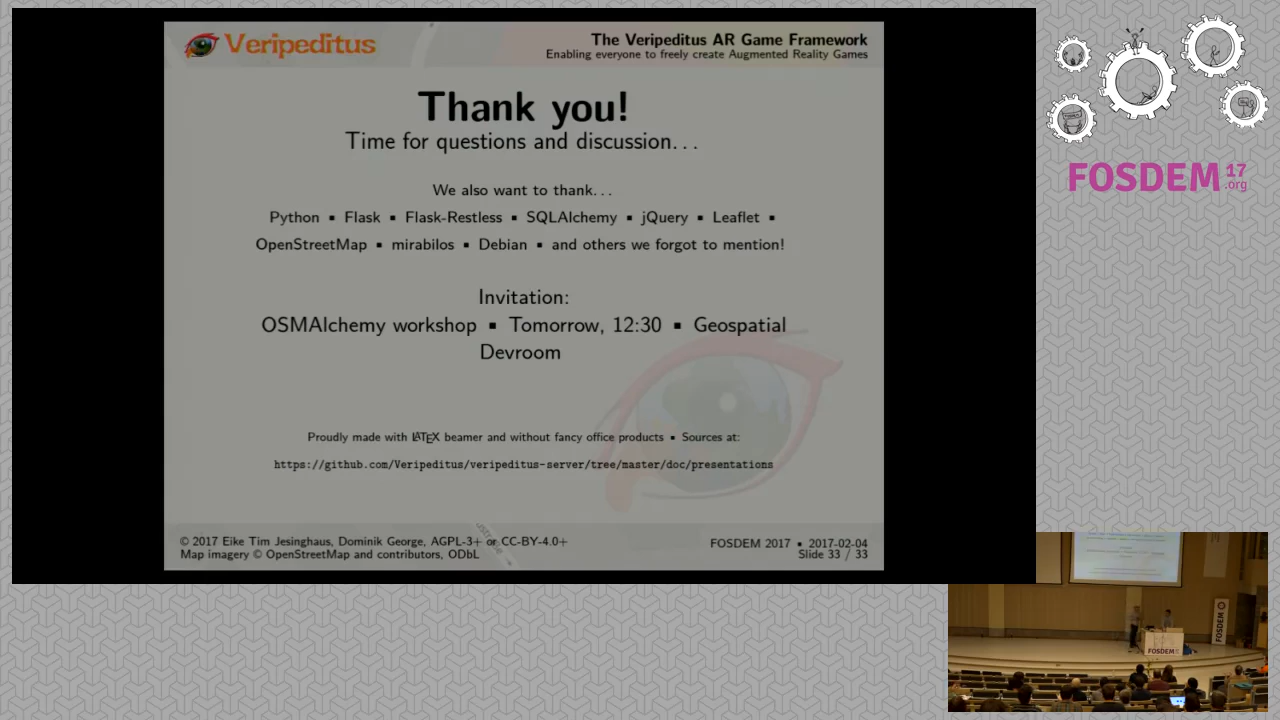 Veripeditus
The Veripeditus AR Game Framework
Enabling everyone to freely create Augmented Reality Games
Thank you!
Time for questions and discussion...
We also want to thank...
Python ▪ Flask ▪ Flask-Restless ▪ SQLAlchemy ▪ jQuery ▪ Leaflet ▪
OpenStreetMap ▪ mirabilos ▪ Debian ▪ and others we forgot to mention!
Invitation:
OSMAlchemy workshop ▪ Tomorrow, 12:30 ▪ Geospatial
Devroom
Proudly made with LATEX beamer and without fancy office products ▪ Sources at:
https://github.com/Veripeditus/veripeditus-server/tree/master/doc/presentations
© 2017 Eike Tim Jesinghaus, Dominik George, AGPL-3+ or CC-BY-4.0+
Map imagery © OpenStreetMap and contributors, ODbL
FOSDEM 2017 • 2017-02-04
Slide 33 / 33
FOSDEM 17
.org
FOSDEM
FOSDEM